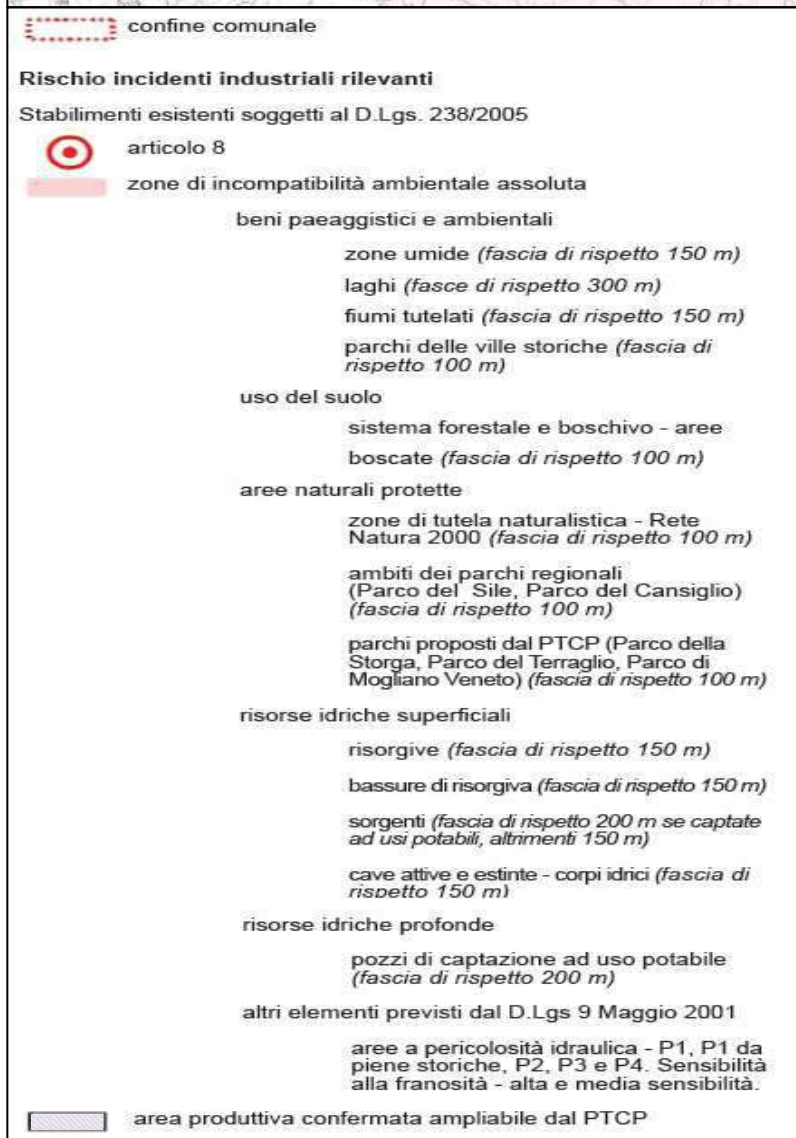 confine comunale
Rischio incidenti industriali rilevanti
Stabilimenti esistenti soggetti al D.Lgs. 238/2005
articolo 8
zone di incompatibilità ambientale assoluta
beni paeaggistici e ambientali
zone umide (fascia di rispetto 150 m)
laghi (fasce di rispetto 300 m)
fiumi tutelati (fascia di rispetto 150 m)
parchi delle ville storiche (fascia di
rispetto 100 m)
uso del suolo
sistema forestale e boschivo - aree
boscate (fascia di rispetto 100 m)
aree naturali protette
zone di tutela naturalistica - Rete
Natura 2000 (fascia di rispetto 100 m)
ambiti dei parchi regionali
(Parco del Sile, Parco del Cansiglio)
(fascia di rispetto 100 m)
parchi proposti dal PTCP (Parco della
Storga, Parco del Terraglio, Parco di
Mogliano Veneto) (fascia di rispetto 100 m)
risorse idriche superficiali
risorgive (fascia di rispetto 150 m)
bassure di risorgiva (fascia di rispetto 150 m)
sorgenti (fascia di rispetto 200 m se captate
ad usi potabili, altrimenti 150 m)
cave attive e estinte - corpi idrici (fascia di
rispetto 150 m)
risorse idriche profonde
pozzi di captazione ad uso potabile
(fascia di rispetto 200 m)
altri elementi previsti dal D.Lgs 9 Maggio 2001
aree a pericolosità idraulica - P1, P1 da
piene storiche, P2, P3 e P4. Sensibilità
alla franosità - alta e media sensibilità.
area produttiva confermata ampliabile dal PTCP